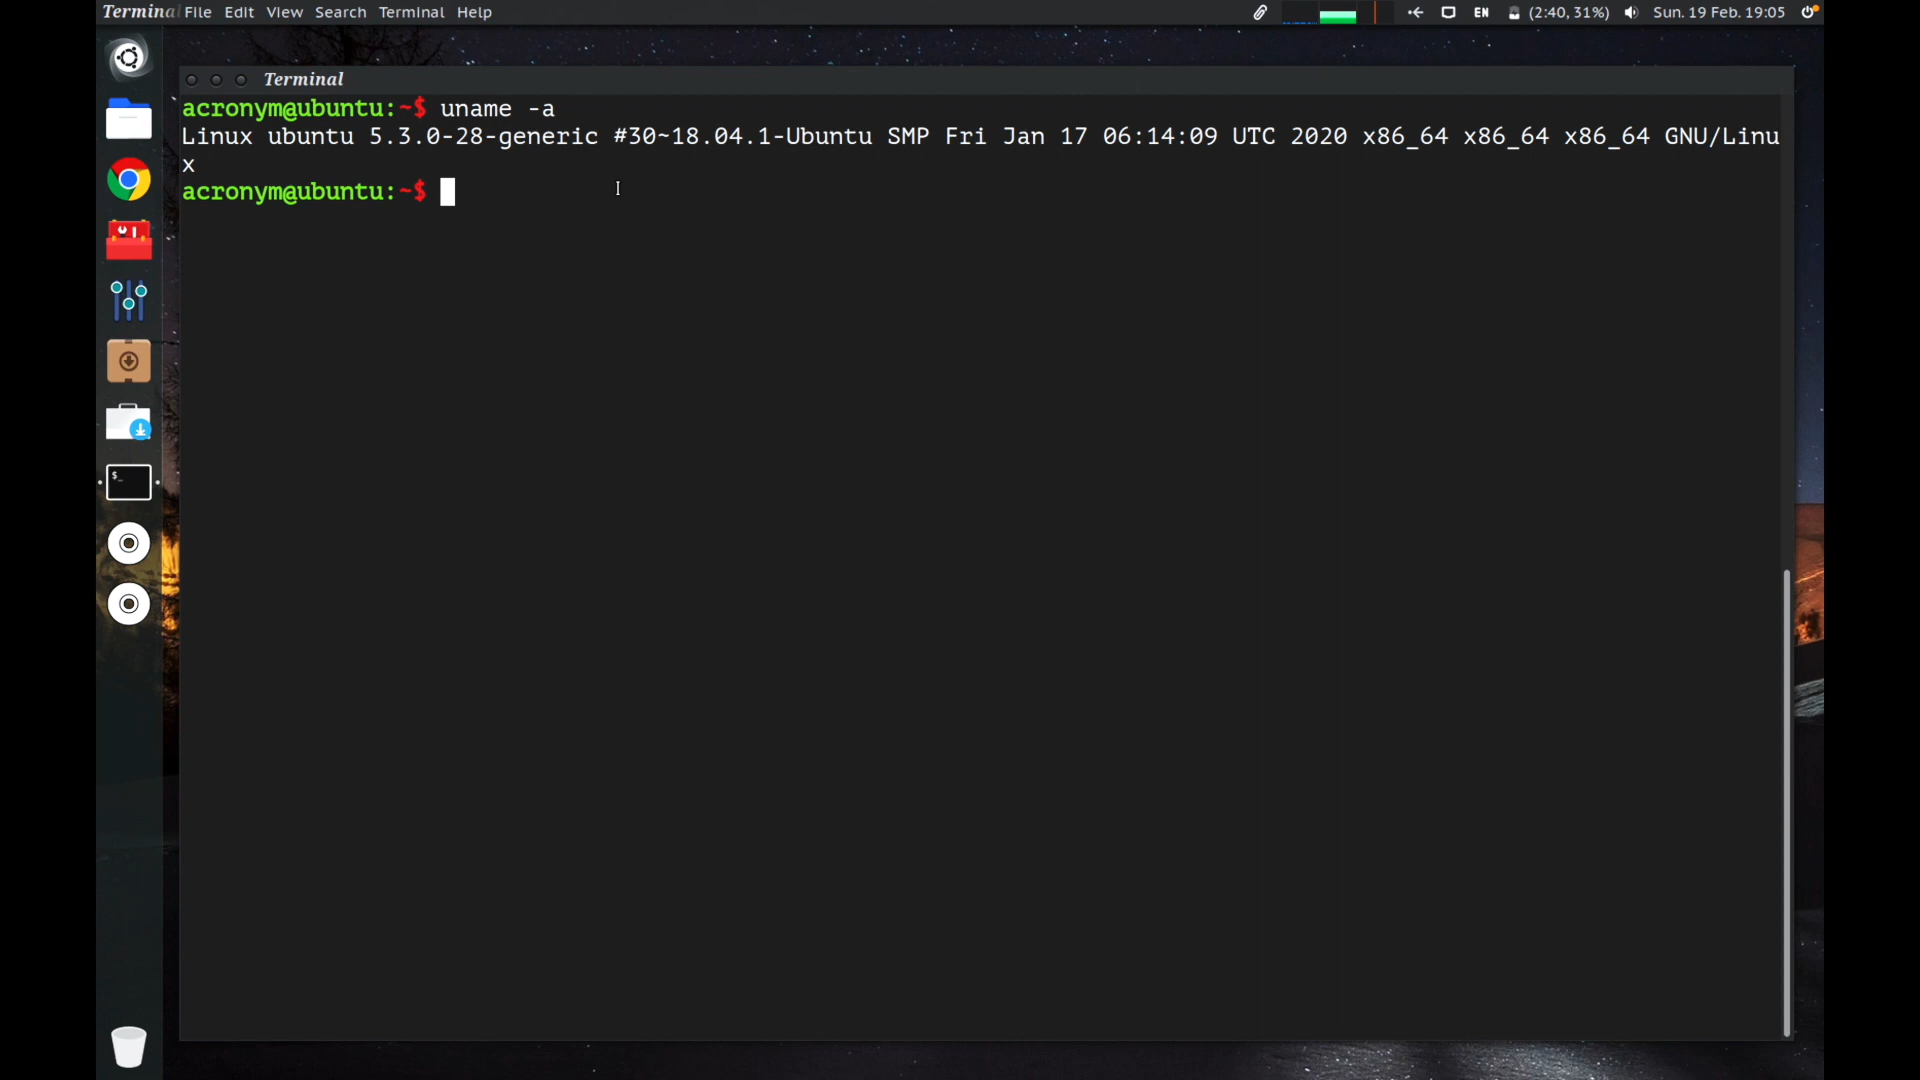 Terminal File Edit View Search Terminal Help EN (2:40, 31%) Sun. 19 Feb. 19:05
Terminal
acronym@ubuntu:~$ uname -a
Linux ubuntu 5.3.0-28-generic #30~18.04.1-Ubuntu SMP Fri Jan 17 06:14:09 UTC 2020 x86_64 x86_64 x86_64 GNU/Linu
x
acronym@ubuntu:~$
$_